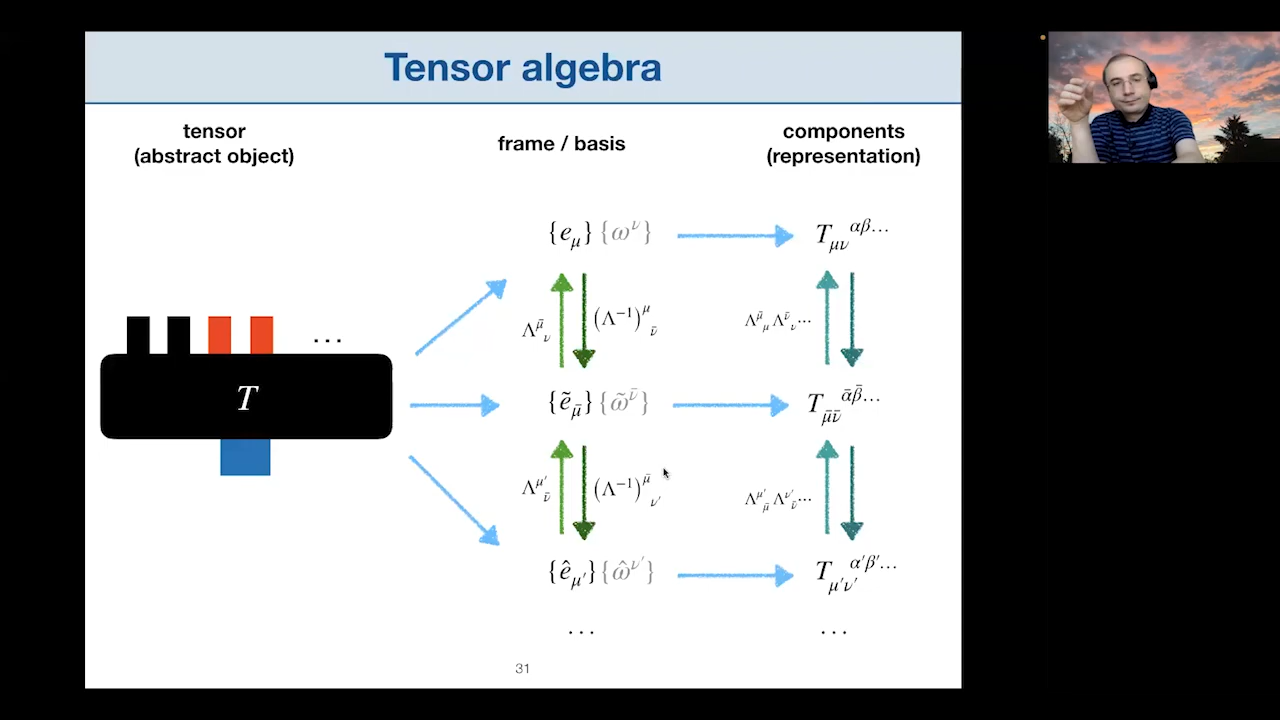 Tensor algebra
tensor
(abstract object)
frame / basis
components
(representation)
{e_μ} {ω^ν}
T_μν^αβ…
Λ^μ̄_ν
(Λ⁻¹)^μ_ν̄
Λ^μ̄_μ Λ^ν̄_ν …
…
T
{ẽ_μ̄} {ω̃^ν̄}
T_μ̄ν̄^ᾱβ̄…
Λ^μ′_ν̄
(Λ⁻¹)^μ̄_ν′
Λ^μ′_μ̄ Λ^ν′_ν̄ …
{ê_μ′} {ω̂^ν′}
T_μ′ν′^α′β′…
…
…
31